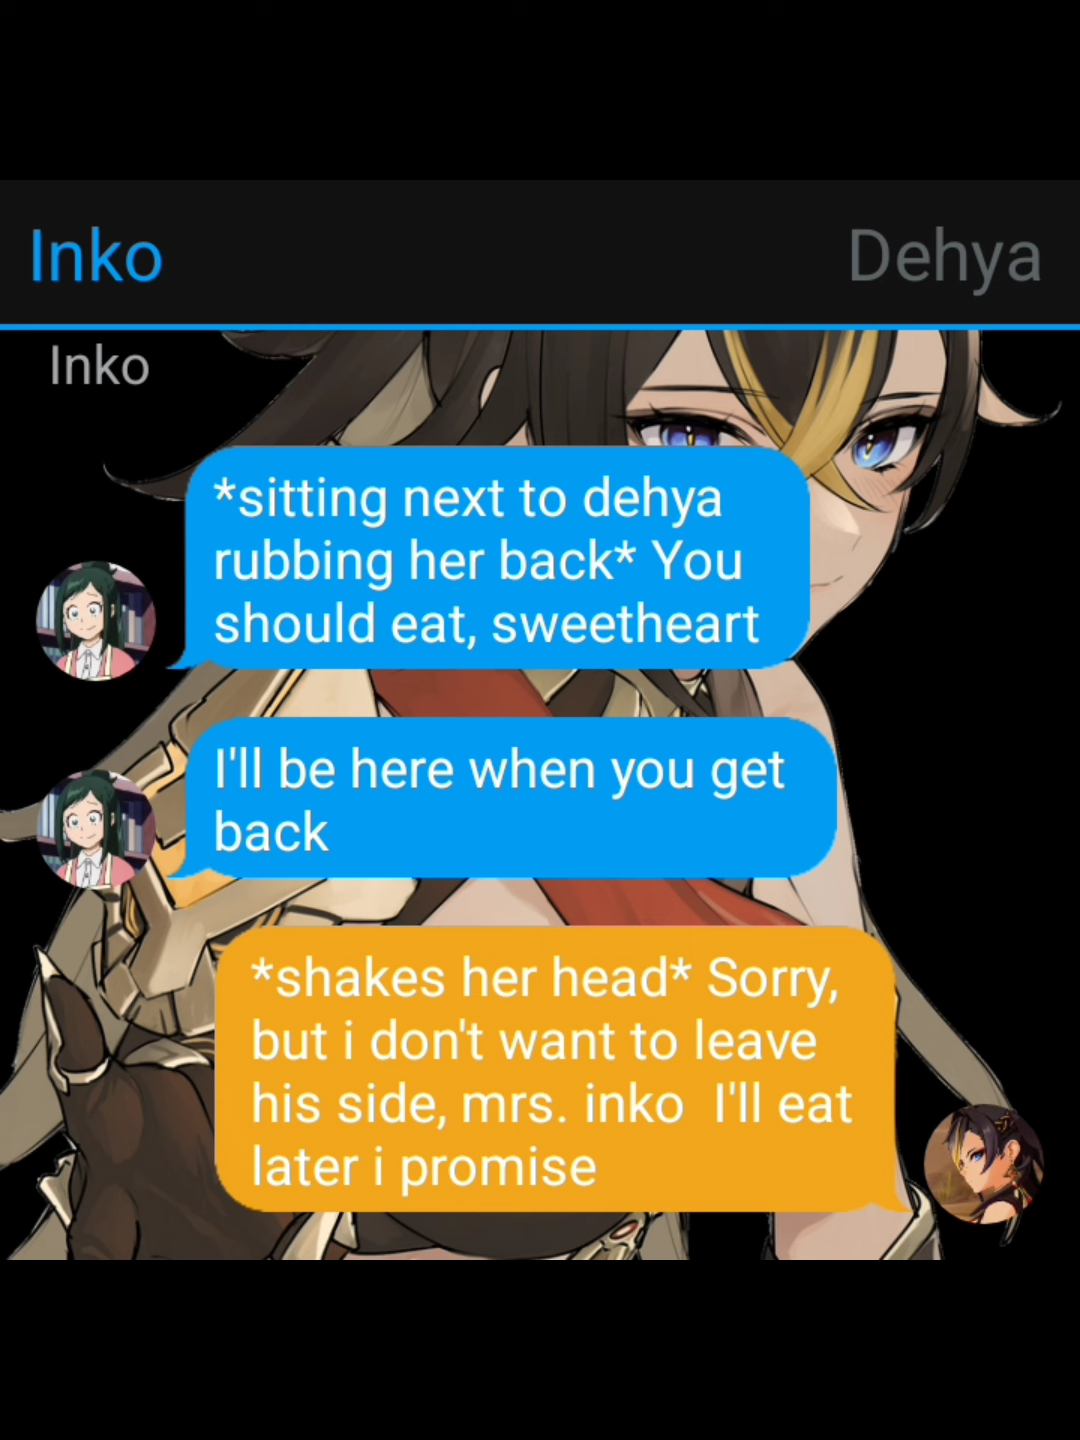 Inko
Dehya
Inko
*sitting next to dehya
rubbing her back* You
should eat, sweetheart
I'll be here when you get
back
*shakes her head* Sorry,
but i don't want to leave
his side, mrs. inko  I'll eat
later i promise